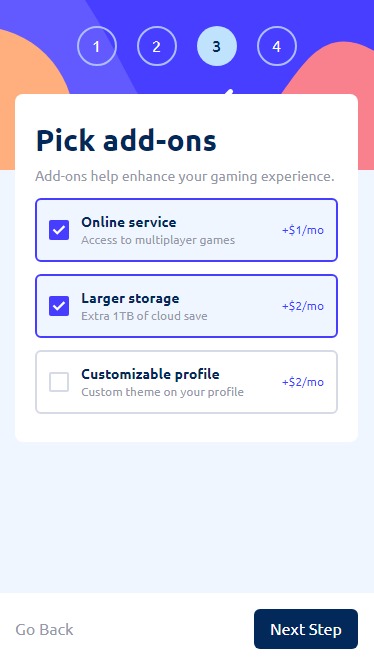 1 2 3 4
Pick add-ons
Add-ons help enhance your gaming experience.
Online service
Access to multiplayer games
+$1/mo
Larger storage
Extra 1TB of cloud save
+$2/mo
Customizable profile
Custom theme on your profile
+$2/mo
Go Back
Next Step